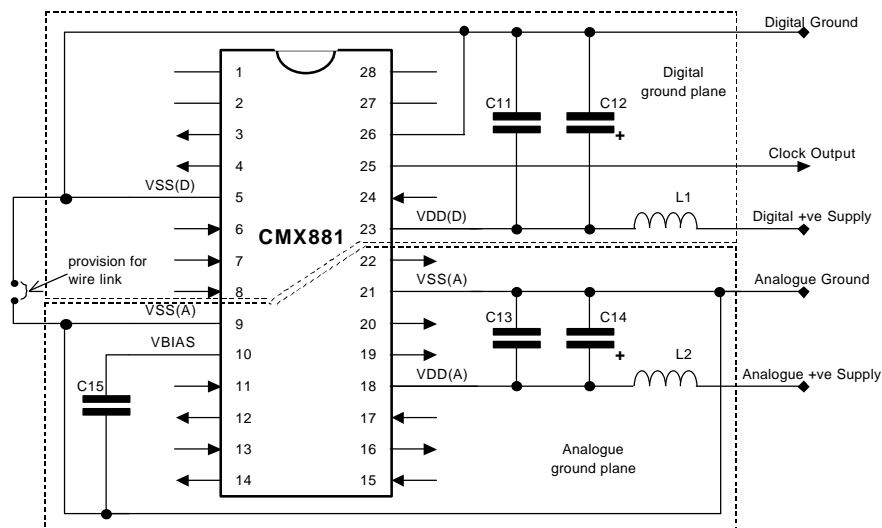 Digital Ground
1
28
Digital
ground plane
2
27
C11
C12
3
26
+
Clock Output
4
25
VSS(D)
5
24
L1
CMX881
VDD(D)
Digital +ve Supply
6
23
provision for
wire link
7
22
VSS(A)
Analogue Ground
8
21
VSS(A)
9
20
C13
C14
VBIAS
10
19
+
L2
C15
11
18
VDD(A)
Analogue +ve Supply
12
17
13
16
Analogue
ground plane
14
15